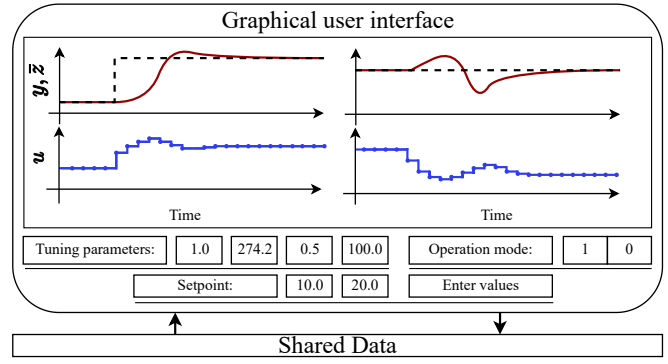 Graphical user interface
y, z̄
u
Time Time
Tuning parameters: 1.0 274.2 0.5 100.0 Operation mode: 1 0
Setpoint: 10.0 20.0 Enter values
Shared Data